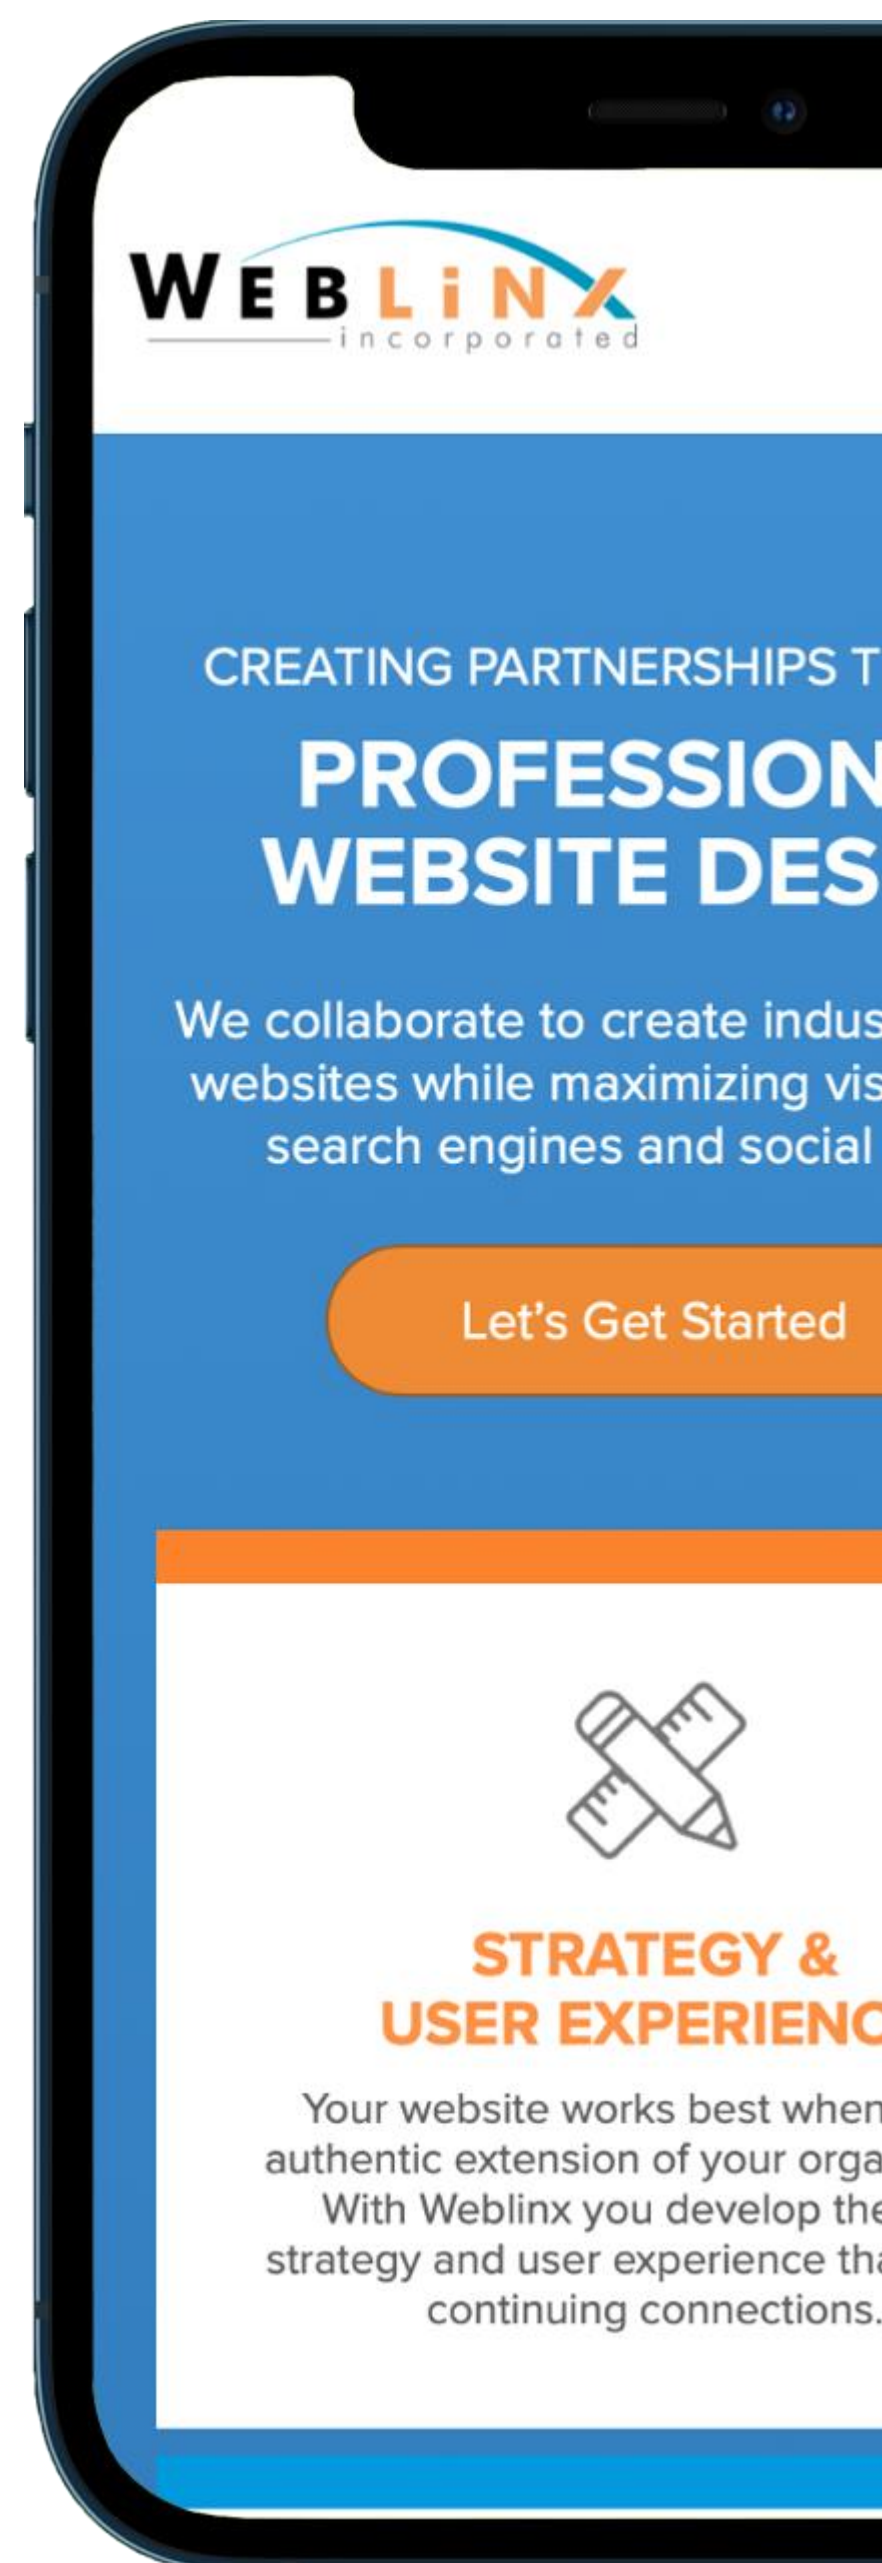 WEBLiNX
incorporated
CREATING PARTNERSHIPS T
PROFESSION
WEBSITE DES
We collaborate to create indus
websites while maximizing vis
search engines and social
Let's Get Started
STRATEGY &
USER EXPERIENC
Your website works best when
authentic extension of your orga
With Weblinx you develop the
strategy and user experience tha
continuing connections.